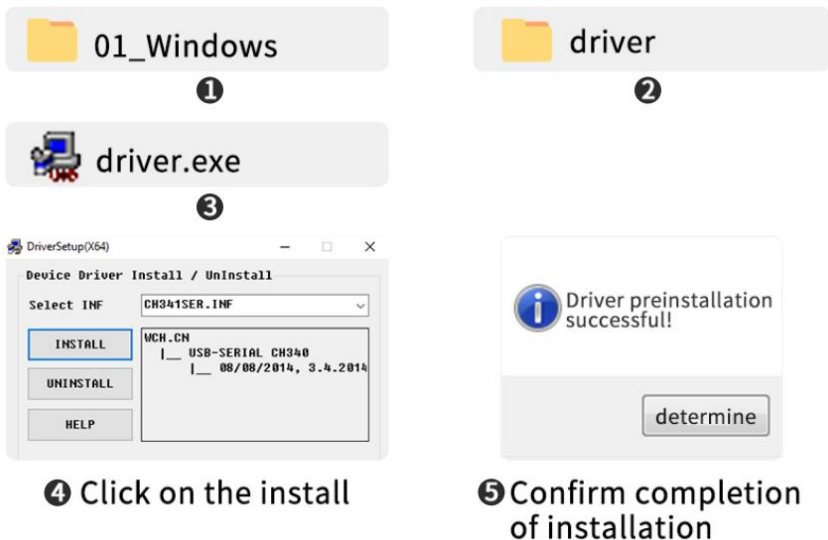 01_Windows
driver
❶
❷
driver.exe
❸
DriverSetup(X64)
Device Driver Install / UnInstall
Select INF
CH341SER.INF
INSTALL
UNINSTALL
HELP
WCH.CN
|__ USB-SERIAL CH340
|__ 08/08/2014, 3.4.2014
Driver preinstallation
successful!
determine
❹ Click on the install
❺ Confirm completion
of installation